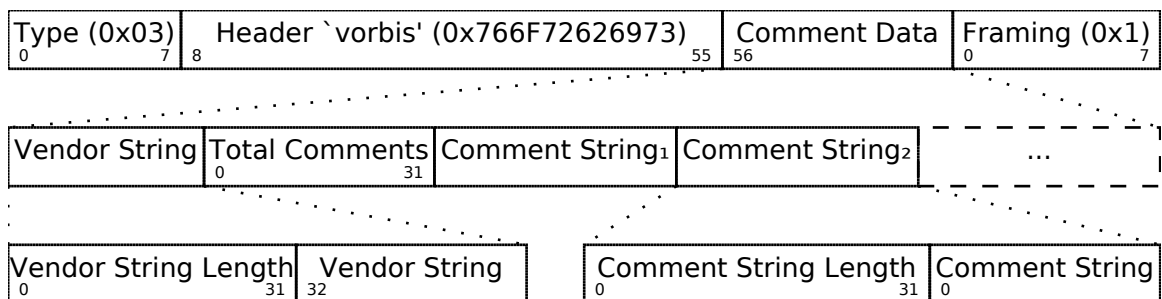 Type (0x03) Header `vorbis' (0x766F72626973) Comment Data Framing (0x1)
0 7 8 55 56 0 7
Vendor String Total Comments Comment String₁ Comment String₂ ...
0 31
Vendor String Length Vendor String Comment String Length Comment String
0 31 32 0 31 0